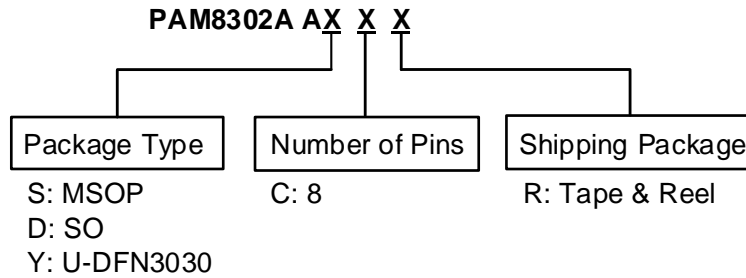 PAM8302A AX X X
Package Type
Number of Pins
Shipping Package
S: MSOP
C: 8
R: Tape & Reel
D: SO
Y: U-DFN3030